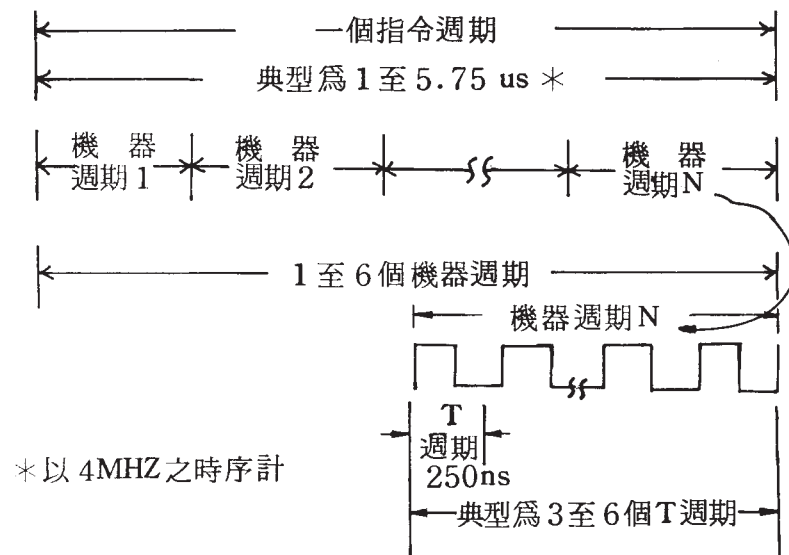 一個指令週期
典型爲1至5.75 us＊
機器週期1
機器週期2
機器週期N
1至6個機器週期
機器週期N
T
週期
250ns
＊以4MHZ之時序計
典型爲3至6個T週期